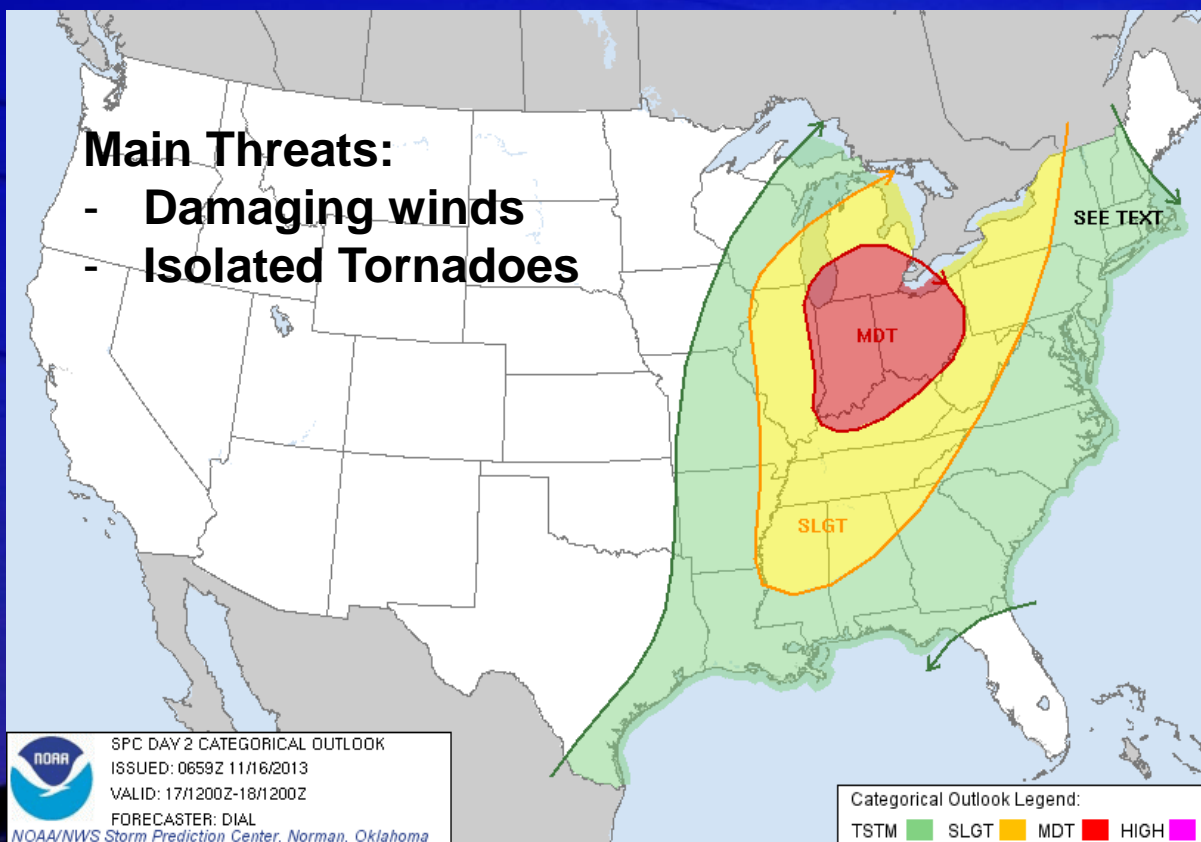 Main Threats:
- Damaging winds
- Isolated Tornadoes
SEE TEXT
MDT
SLGT
NOAA
SPC DAY 2 CATEGORICAL OUTLOOK
ISSUED: 0659Z 11/16/2013
VALID: 17/1200Z-18/1200Z
FORECASTER: DIAL
NOAA/NWS Storm Prediction Center, Norman, Oklahoma
Categorical Outlook Legend:
TSTM SLGT MDT HIGH